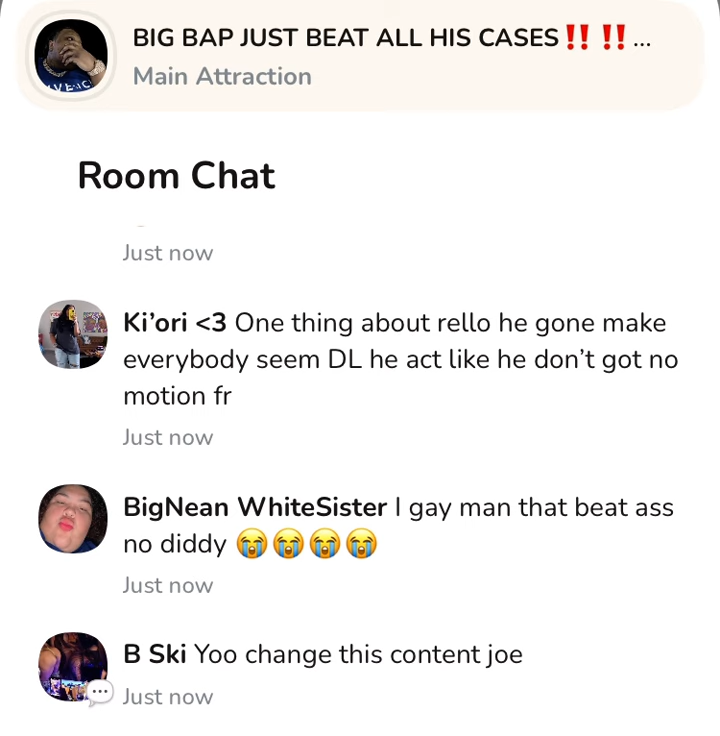 BIG BAP JUST BEAT ALL HIS CASES‼️ ‼️...
Main Attraction
Room Chat
Just now
Ki’ori <3 One thing about rello he gone make
everybody seem DL he act like he don’t got no
motion fr
Just now
BigNean WhiteSister I gay man that beat ass
no diddy 😭😭😭😭
Just now
B Ski Yoo change this content joe
Just now